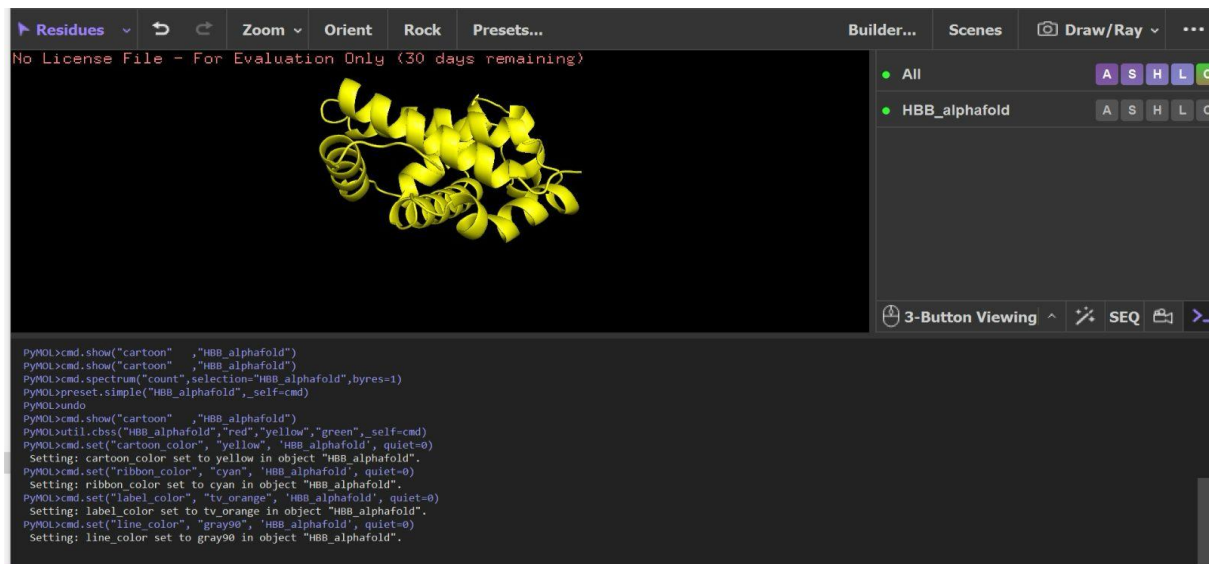 Residues Zoom Orient Rock Presets... Builder... Scenes Draw/Ray ...
No License File - For Evaluation Only (30 days remaining)
All A S H L C
HBB_alphafold A S H L C
3-Button Viewing SEQ
PyMOL>cmd.show("cartoon"   ,"HBB_alphafold")
PyMOL>cmd.show("cartoon"   ,"HBB_alphafold")
PyMOL>cmd.spectrum("count",selection="HBB_alphafold",byres=1)
PyMOL>preset.simple("HBB_alphafold",_self=cmd)
PyMOL>undo
PyMOL>cmd.show("cartoon"   ,"HBB_alphafold")
PyMOL>util.cbss("HBB_alphafold","red","yellow","green",_self=cmd)
PyMOL>cmd.set("cartoon_color", "yellow", 'HBB_alphafold', quiet=0)
Setting: cartoon_color set to yellow in object "HBB_alphafold".
PyMOL>cmd.set("ribbon_color", "cyan", 'HBB_alphafold', quiet=0)
Setting: ribbon_color set to cyan in object "HBB_alphafold".
PyMOL>cmd.set("label_color", "tv_orange", 'HBB_alphafold', quiet=0)
Setting: label_color set to tv_orange in object "HBB_alphafold".
PyMOL>cmd.set("line_color", "gray90", 'HBB_alphafold', quiet=0)
Setting: line_color set to gray90 in object "HBB_alphafold".